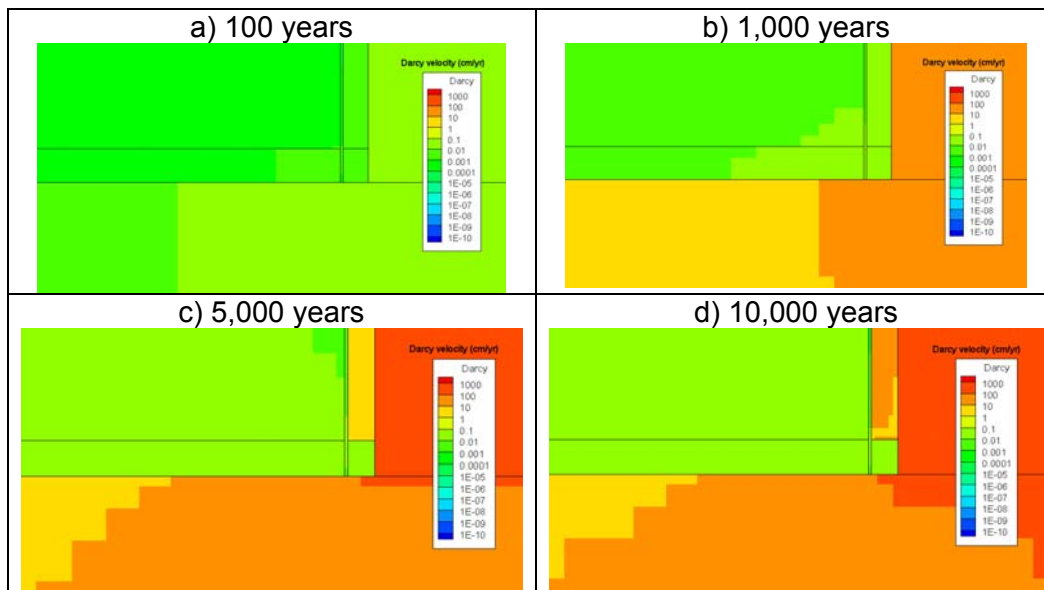 a) 100 years
Darcy velocity (cm/yr)
Darcy
1000
100
10
1
0.1
0.01
0.001
0.0001
1E-05
1E-06
1E-07
1E-08
1E-09
1E-10
b) 1,000 years
Darcy velocity (cm/yr)
Darcy
1000
100
10
1
0.1
0.01
0.001
0.0001
1E-05
1E-06
1E-07
1E-08
1E-09
1E-10
c) 5,000 years
Darcy velocity (cm/yr)
Darcy
1000
100
10
1
0.1
0.01
0.001
0.0001
1E-05
1E-06
1E-07
1E-08
1E-09
1E-10
d) 10,000 years
Darcy velocity (cm/yr)
Darcy
1000
100
10
1
0.1
0.01
0.001
0.0001
1E-05
1E-06
1E-07
1E-08
1E-09
1E-10